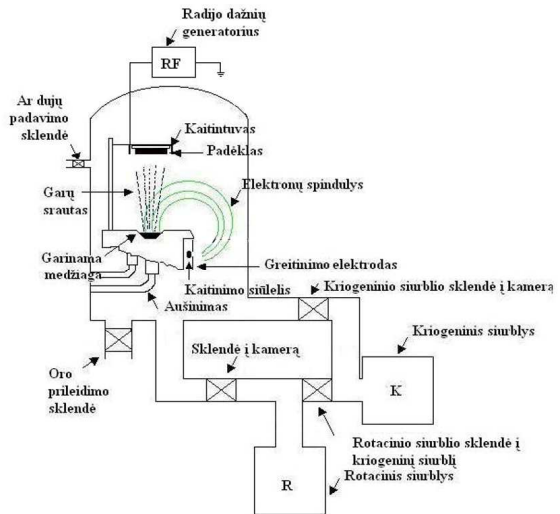 Radijo dažnių
generatorius
RF
Ar dujų
padavimo
sklendė
Kaitintuvas
Padėklas
Garų
srautas
Elektronų spindulys
Garinama
medžiaga
Greitinimo elektrodas
Kaitinimo siūlelis
Kriogeninio siurblio sklendė į kamerą
Aušinimas
Kriogeninis siurblys
Sklendė į kamerą
Oro
prileidimo
sklendė
K
Rotacinio siurblio sklendė į
kriogeninį siurblį
Rotacinis siurblys
R